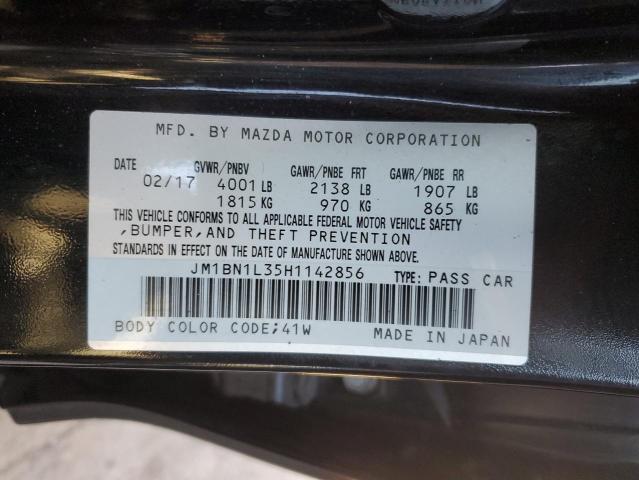 MFD. BY MAZDA MOTOR CORPORATION
DATE GVWR/PNBV GAWR/PNBE FRT GAWR/PNBE RR
02/17 4001 LB 2138 LB 1907 LB
1815 KG 970 KG 865 KG
THIS VEHICLE CONFORMS TO ALL APPLICABLE FEDERAL MOTOR VEHICLE SAFETY
,BUMPER,AND THEFT PREVENTION
STANDARDS IN EFFECT ON THE DATE OF MANUFACTURE SHOWN ABOVE.
JM1BN1L35H1142856 TYPE: PASS CAR
BODY COLOR CODE;41W MADE IN JAPAN